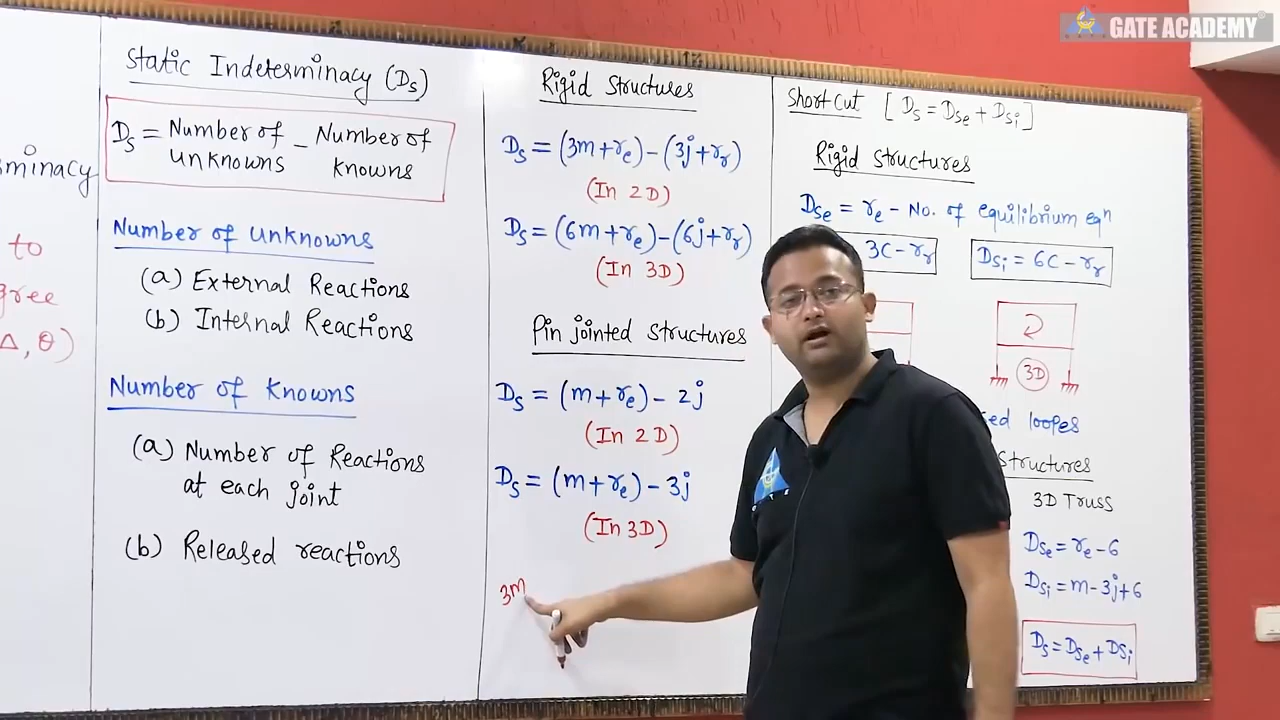 GATE ACADEMY
minacy
to
gree
Δ, θ)
Static Indeterminacy (Ds)
Ds = Number of unknowns - Number of knowns
Number of unknowns
(a) External Reactions
(b) Internal Reactions
Number of knowns
(a) Number of Reactions
at each joint
(b) Released reactions
Rigid Structures
Ds = (3m+re)-(3j+rr)
(In 2D)
Ds = (6m+re)-(6j+rr)
(In 3D)
Pin jointed structures
Ds = (m+re)- 2j
(In 2D)
Ds = (m+re)- 3j
(In 3D)
3m
Short cut [Ds = Dse + Dsi]
Rigid structures
Dse = re - No. of equilibrium eqn
3C-rr
Dsi = 6C-rr
3D
ed loopes
structures
3D Truss
Dse = re-6
Dsi = m-3j+6
Ds = Dse + Dsi